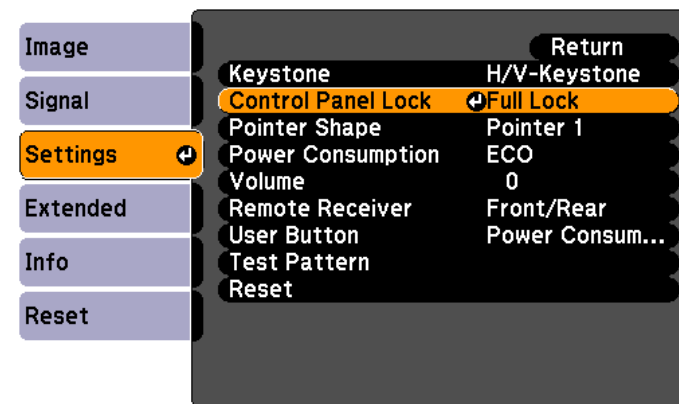 Image
Signal
Settings
Extended
Info
Reset
Return
Keystone H/V-Keystone
Control Panel Lock Full Lock
Pointer Shape Pointer 1
Power Consumption ECO
Volume 0
Remote Receiver Front/Rear
User Button Power Consum...
Test Pattern
Reset